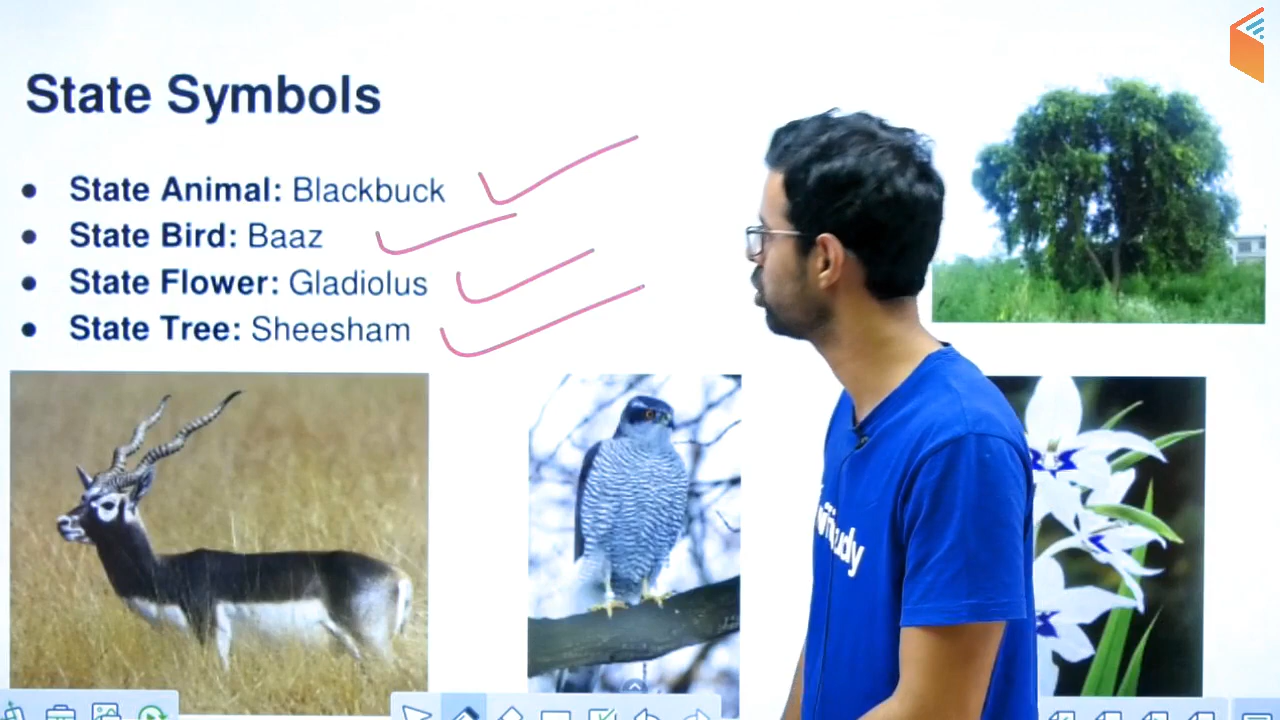 State Symbols
● State Animal: Blackbuck
● State Bird: Baaz
● State Flower: Gladiolus
● State Tree: Sheesham